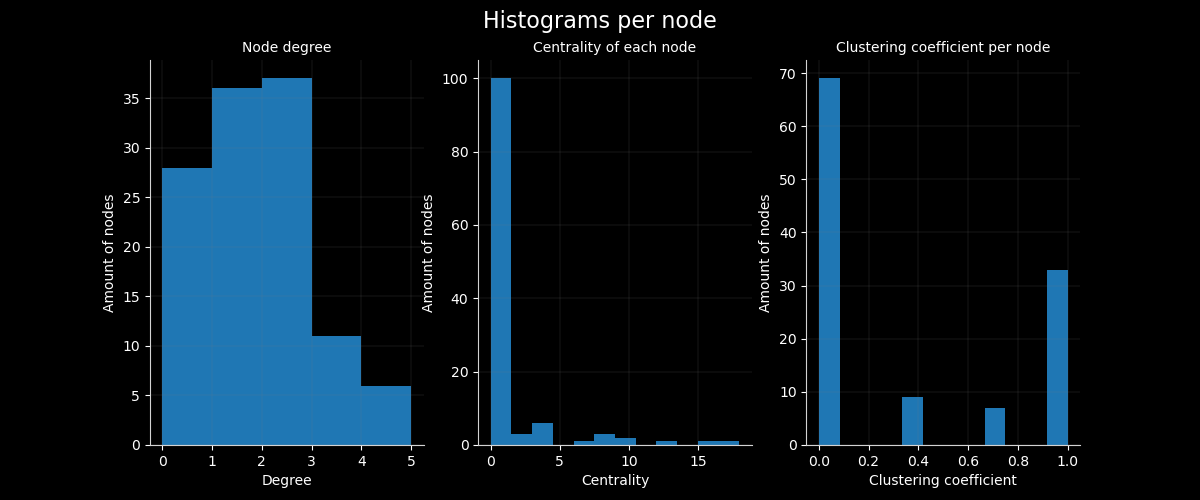 Histograms per node
Node degree
Amount of nodes
35
30
25
20
15
10
5
0
0 1 2 3 4 5
Degree
Centrality of each node
Amount of nodes
100
80
60
40
20
0
0 5 10 15
Centrality
Clustering coefficient per node
Amount of nodes
70
60
50
40
30
20
10
0
0.0 0.2 0.4 0.6 0.8 1.0
Clustering coefficient